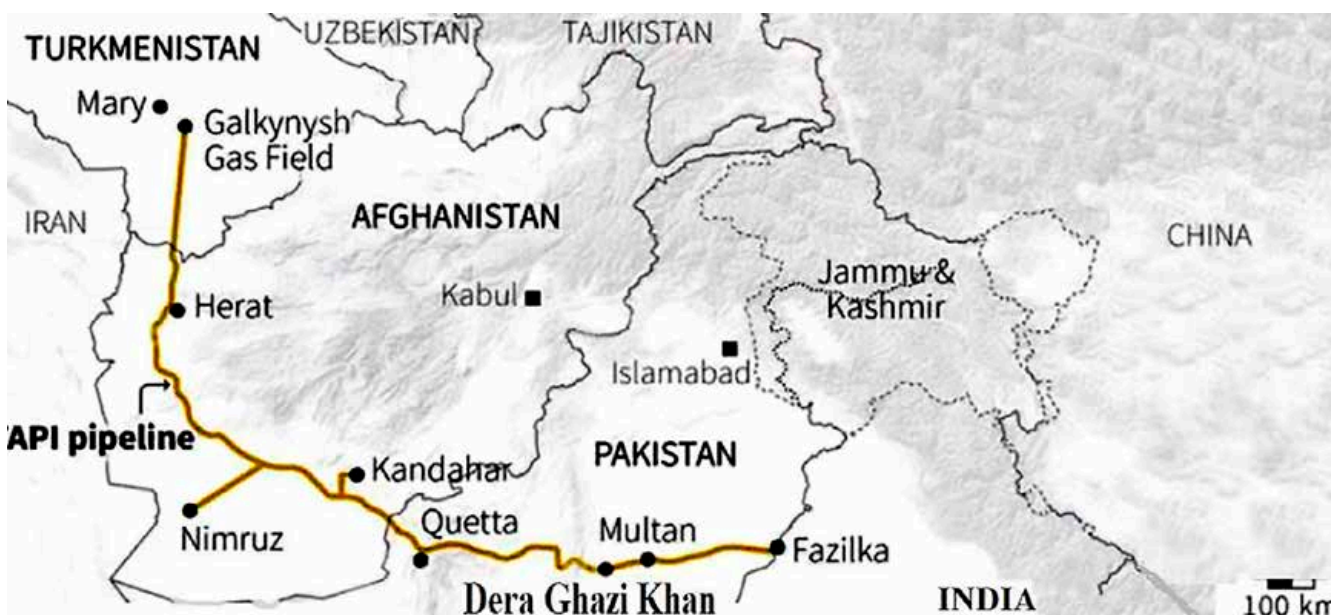 UZBEKISTAN
TAJIKISTAN
TURKMENISTAN
Mary
Galkynysh
Gas Field
IRAN
AFGHANISTAN
CHINA
Jammu &
Kashmir
Kabul
Herat
Islamabad
API pipeline
PAKISTAN
Kandahar
Nimruz
Quetta
Multan
Fazilka
Dera Ghazi Khan
INDIA
100 km